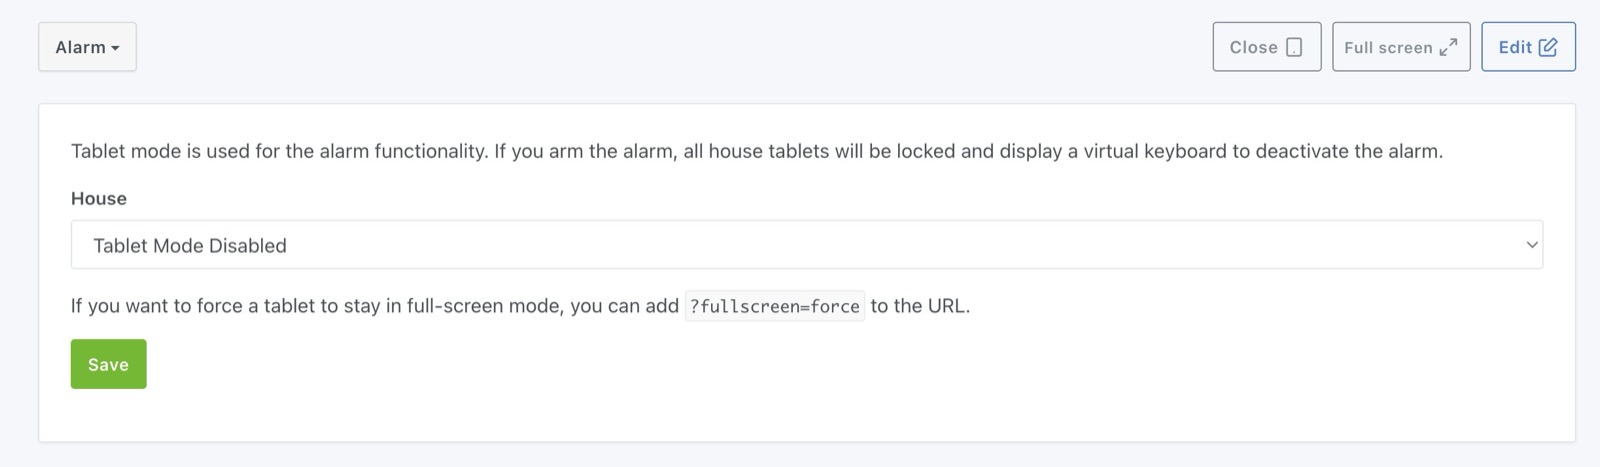 Alarm
Close
Full screen
Edit
Tablet mode is used for the alarm functionality. If you arm the alarm, all house tablets will be locked and display a virtual keyboard to deactivate the alarm.
House
Tablet Mode Disabled
If you want to force a tablet to stay in full-screen mode, you can add ?fullscreen=force to the URL.
Save